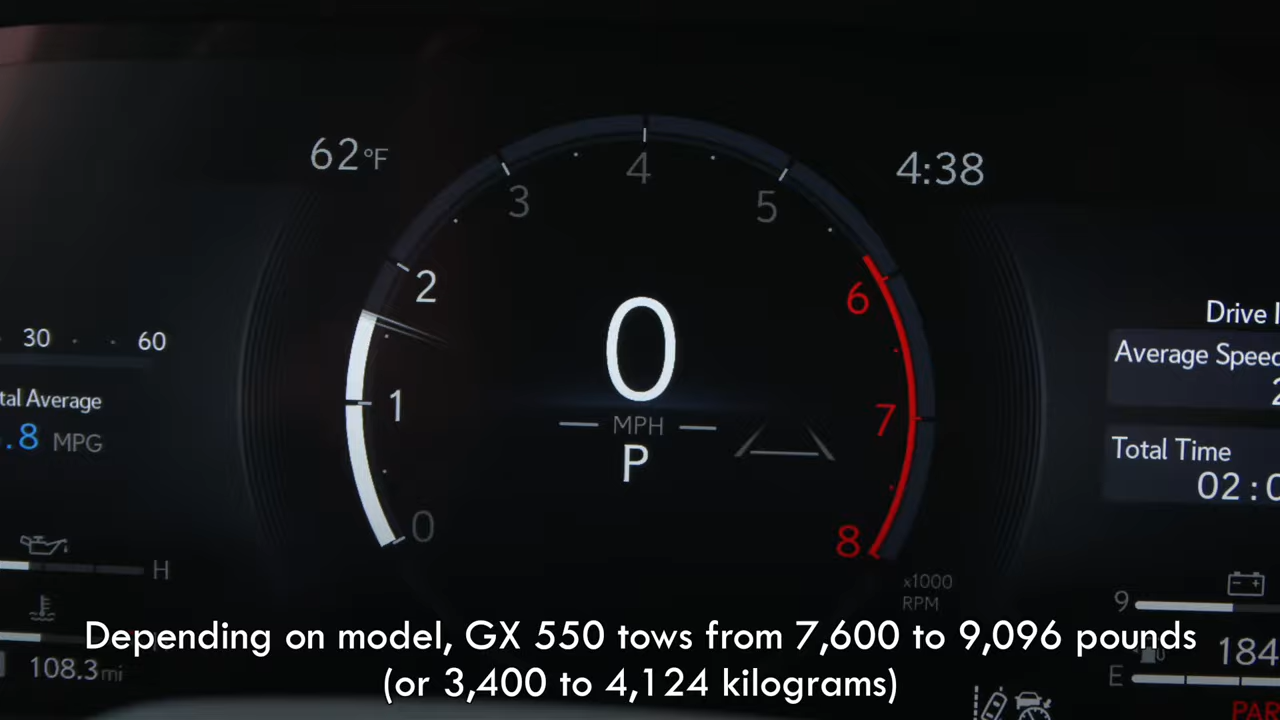 62°F
4:38
4
3
5
2
6
30
60
0
Drive
Average Speed
1
7
tal Average
.8 MPG
MPH
P
Total Time
02:0
0
8
H
x1000
RPM
9
Depending on model, GX 550 tows from 7,600 to 9,096 pounds
184
108.3 mi
E
(or 3,400 to 4,124 kilograms)
PAR